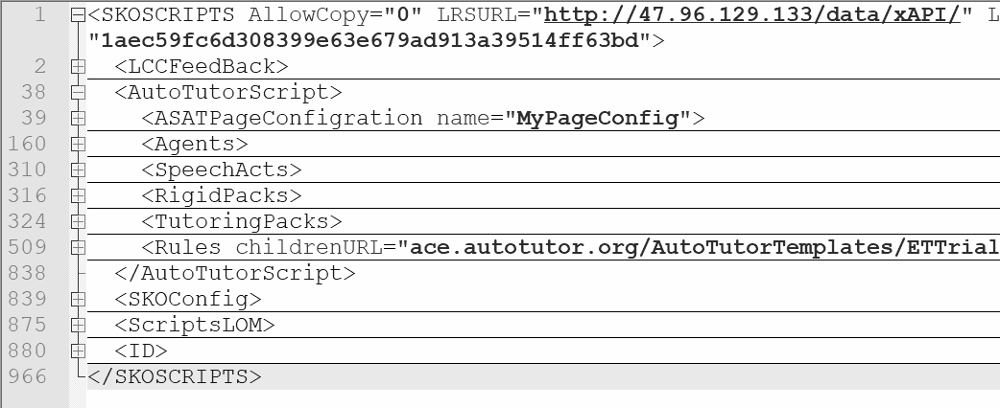 1 <SKOSCRIPTS AllowCopy="0" LRSURL="http://47.96.129.133/data/xAPI/" L
"1aec59fc6d308399e63e679ad913a39514ff63bd">
2 <LCCFeedBack>
38 <AutoTutorScript>
39 <ASATPageConfigration name="MyPageConfig">
160 <Agents>
310 <SpeechActs>
316 <RigidPacks>
324 <TutoringPacks>
509 <Rules childrenURL="ace.autotutor.org/AutoTutorTemplates/ETTrial
838 </AutoTutorScript>
839 <SKOConfig>
875 <ScriptsLOM>
880 <ID>
966 </SKOSCRIPTS>